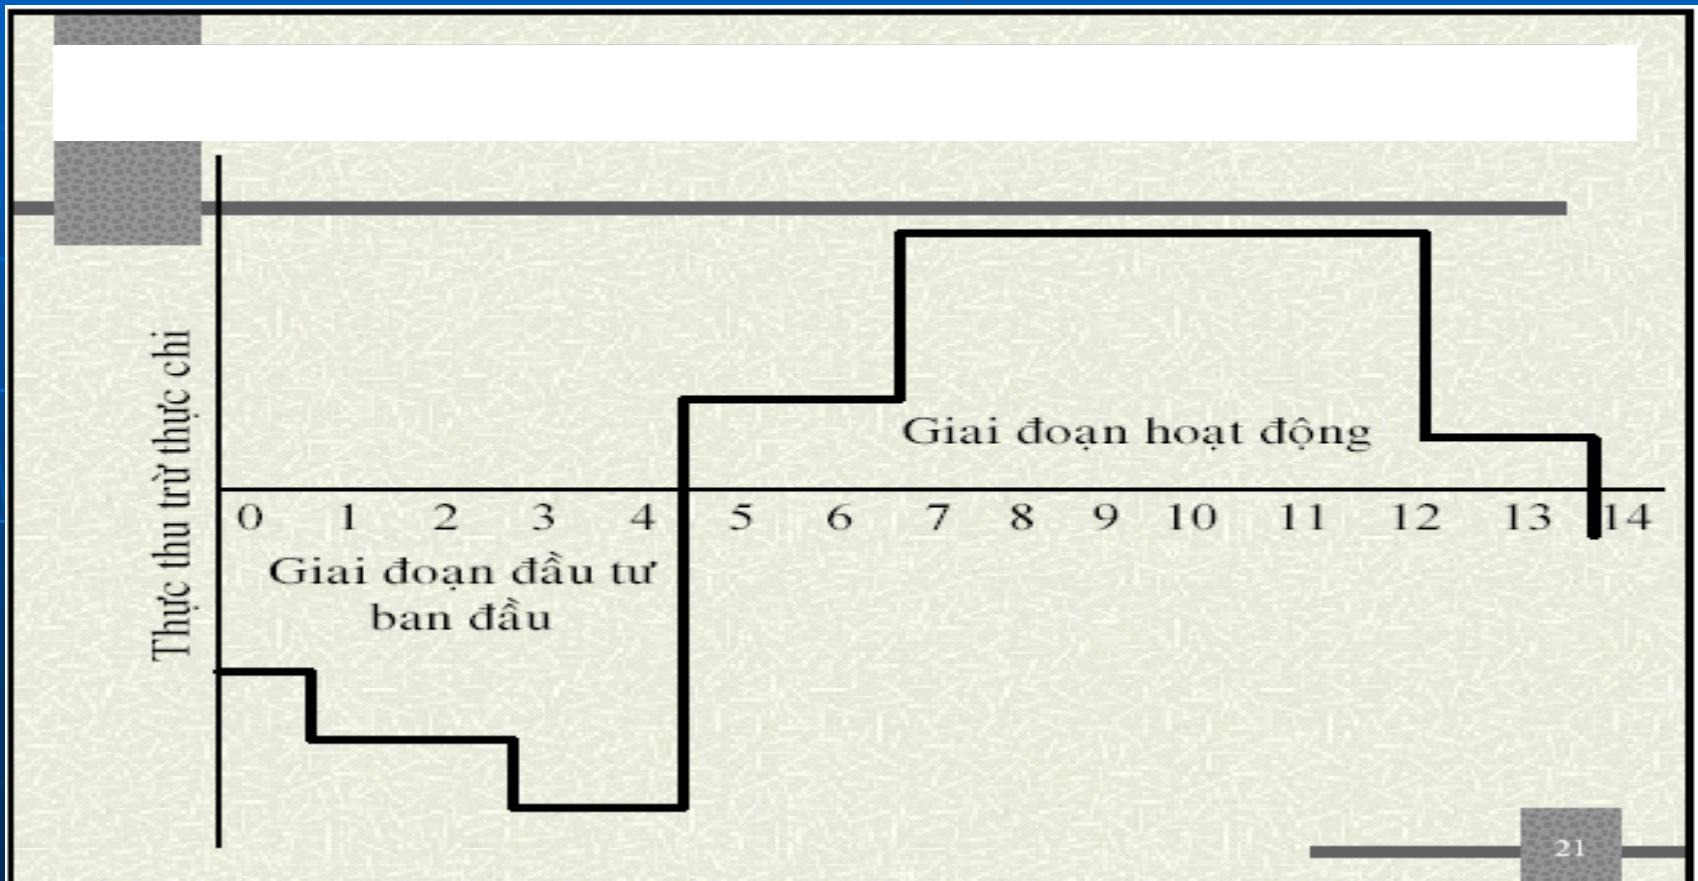 Thực thu trừ thực chi
Giai đoạn hoạt động
0 1 2 3 4 5 6 7 8 9 10 11 12 13 14
Giai đoạn đầu tư
ban đầu
21